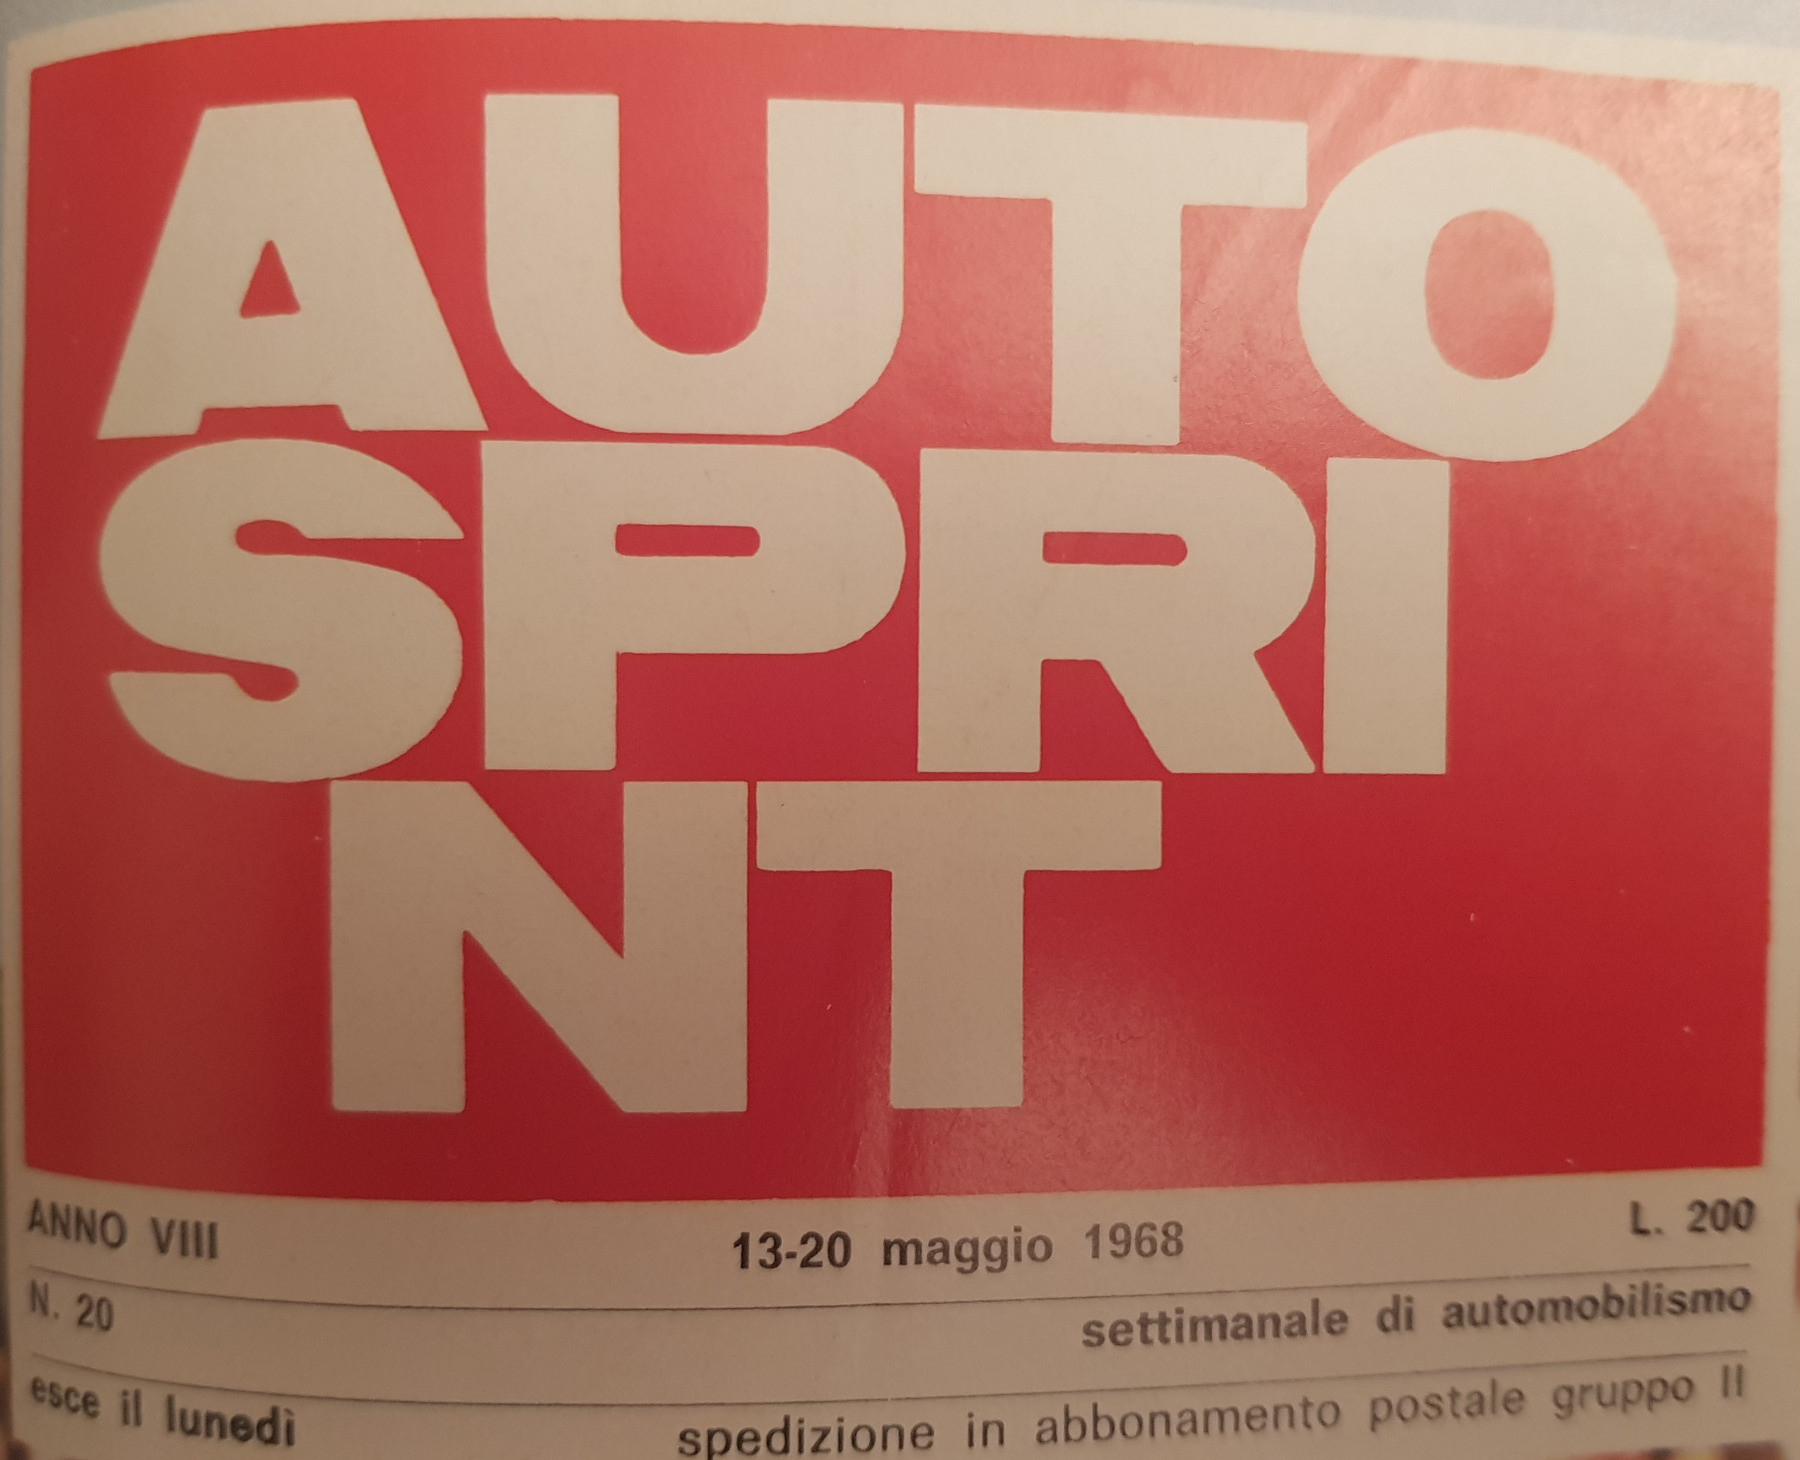 AUTO
SPRI
NT
ANNO VIII 13-20 maggio 1968 L. 200
N. 20 settimanale di automobilismo
esce il lunedì spedizione in abbonamento postale gruppo II